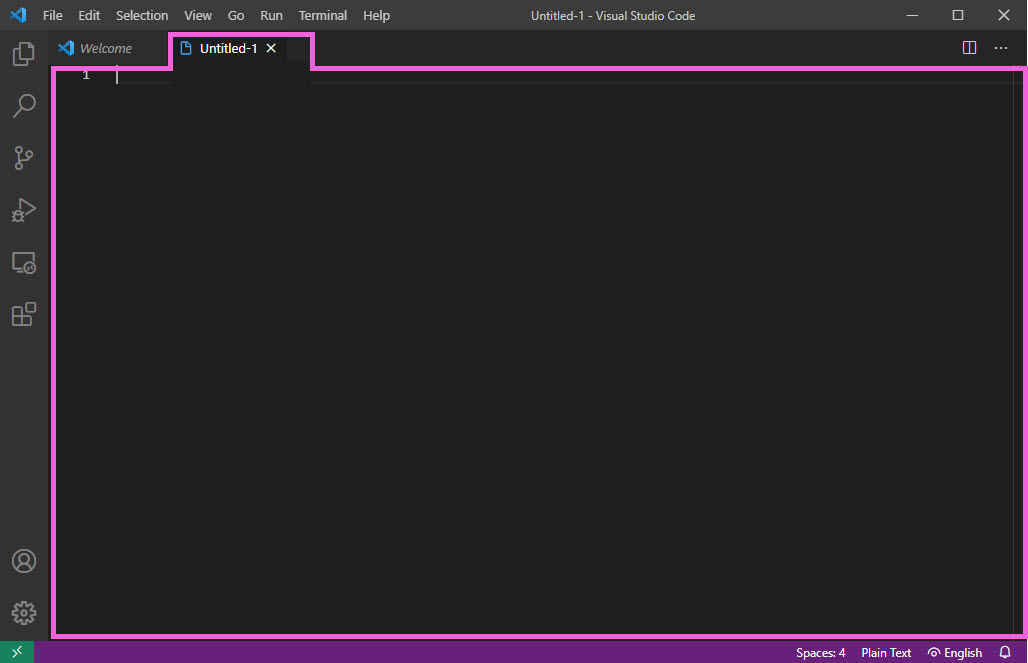 File Edit Selection View Go Run Terminal Help Untitled-1 - Visual Studio Code
Welcome Untitled-1
1
Spaces: 4 Plain Text English